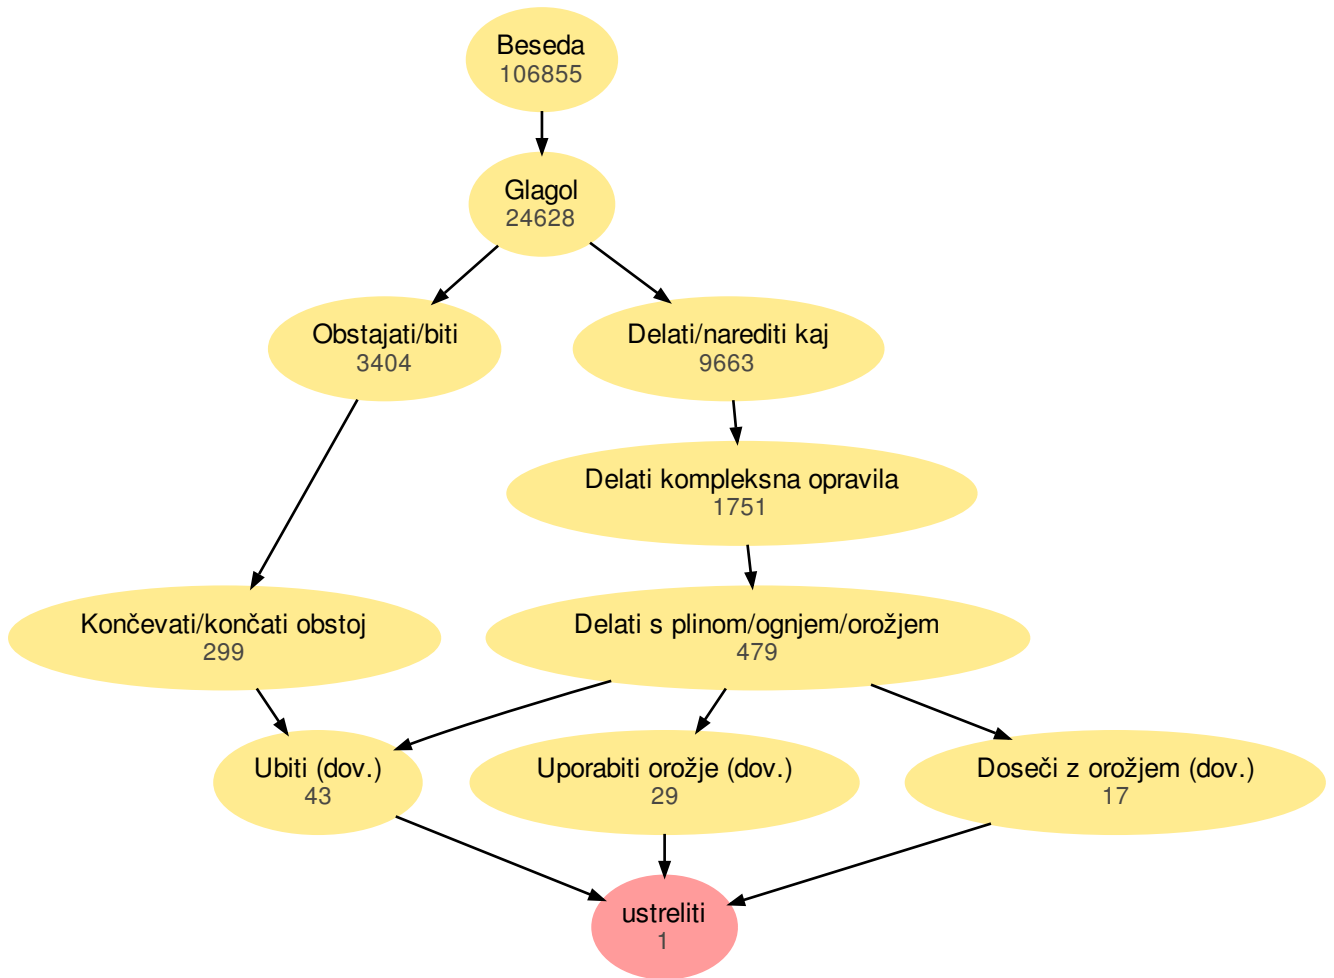 Beseda
106855
Glagol
24628
Obstajati/biti
3404
Delati/narediti kaj
9663
Delati kompleksna opravila
1751
Končevati/končati obstoj
299
Delati s plinom/ognjem/orožjem
479
Ubiti (dov.)
43
Uporabiti orožje (dov.)
29
Doseči z orožjem (dov.)
17
ustreliti
1